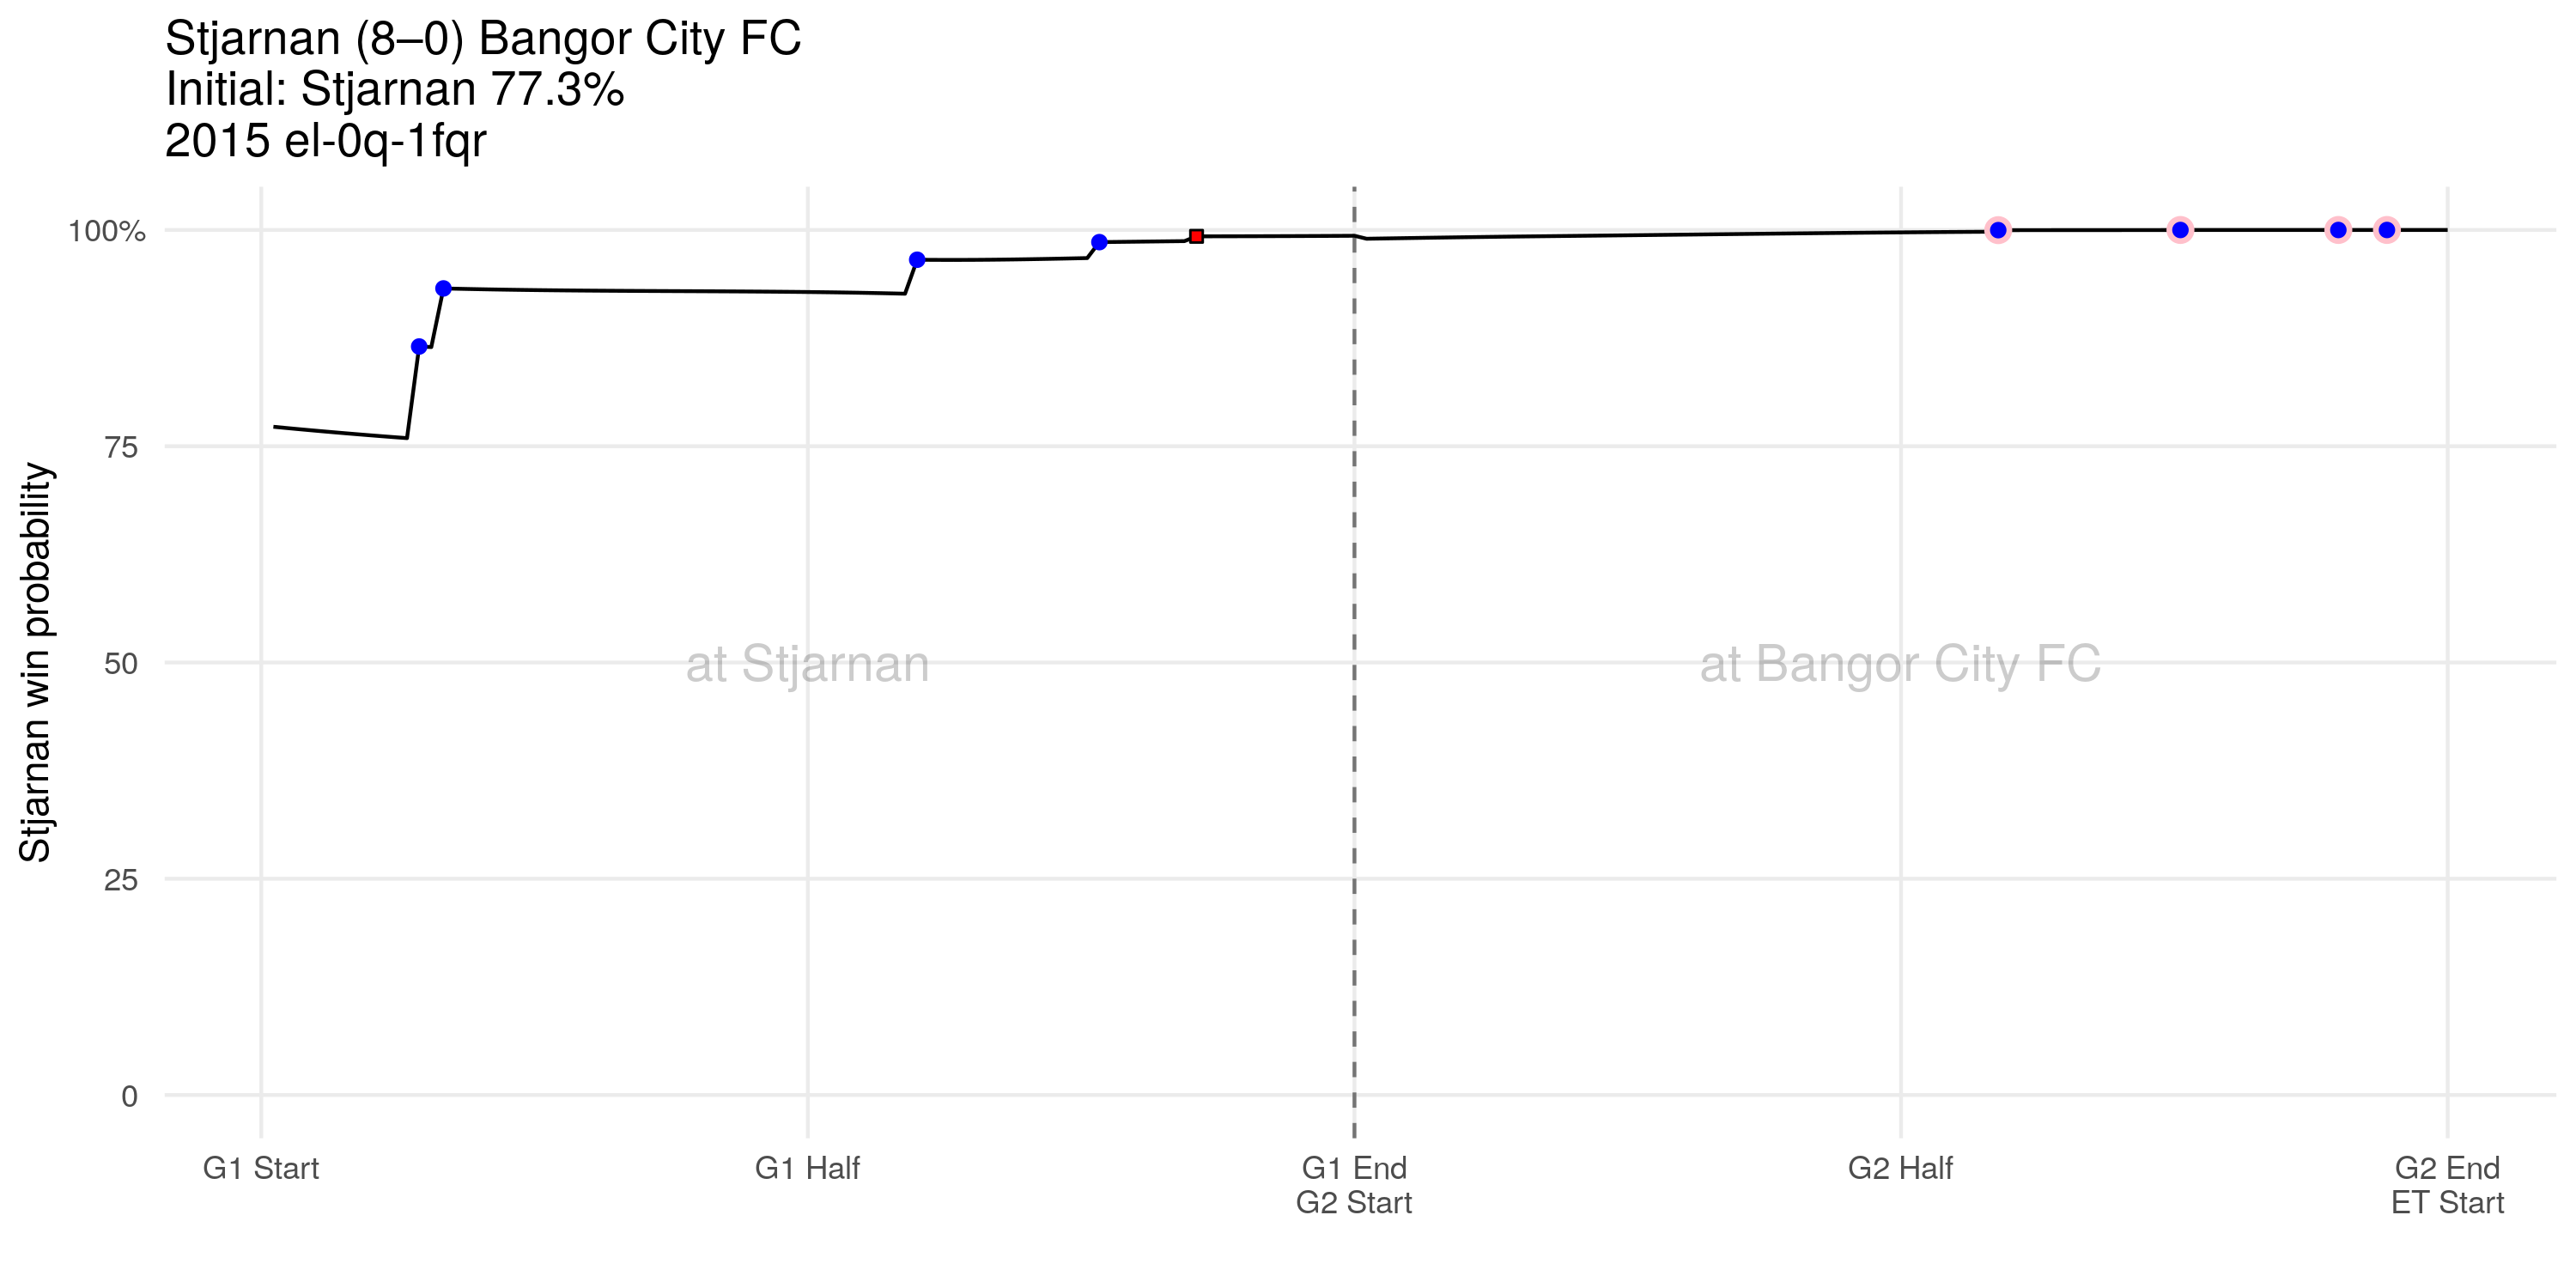 Stjarnan (8–0) Bangor City FC
Initial: Stjarnan 77.3%
2015 el-0q-1fqr
Stjarnan win probability
100%
75
50
25
0
at Stjarnan
at Bangor City FC
G1 Start
G1 Half
G1 End
G2 Start
G2 Half
G2 End
ET Start